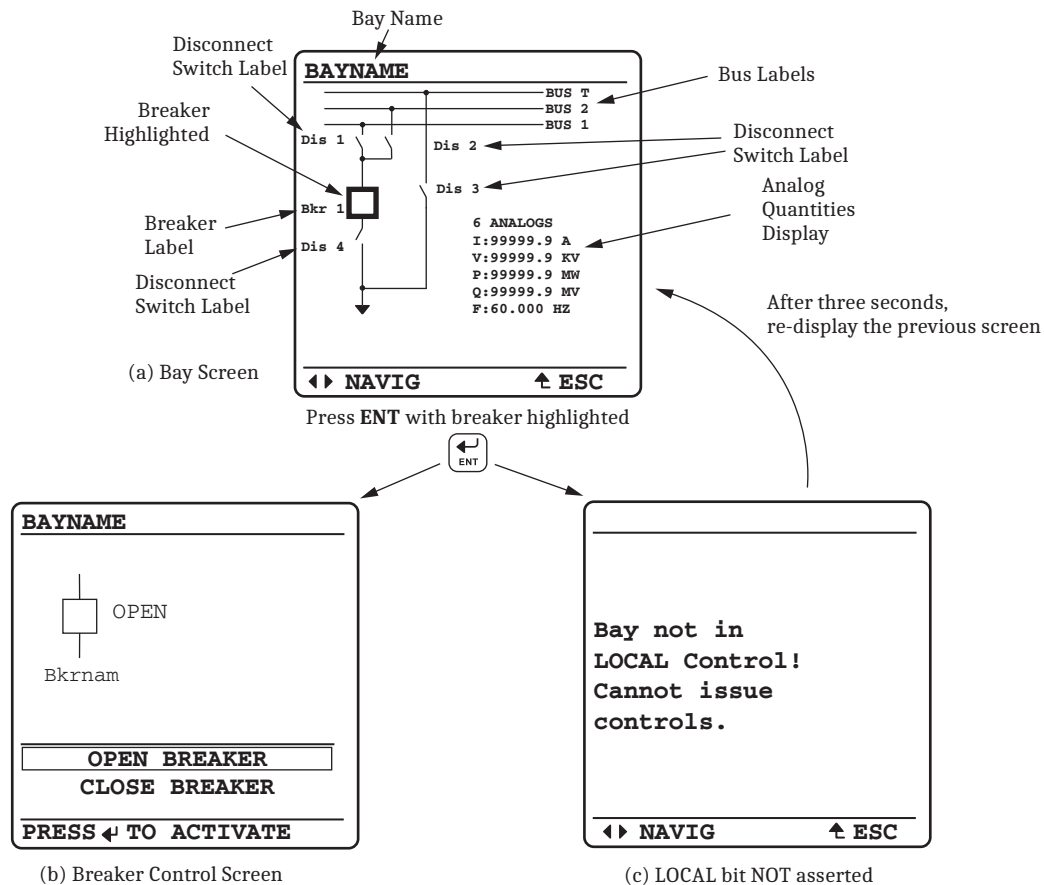 Bay Name
Disconnect
Switch Label
BAYNAME
Bus Labels
BUS T
BUS 2
BUS 1
Breaker
Highlighted
Dis 1
Dis 2
Disconnect
Switch Label
Dis 3
Analog
Quantities
Display
Bkr 1
Breaker
Label
6 ANALOGS
I:99999.9 A
V:99999.9 KV
P:99999.9 MW
Q:99999.9 MV
F:60.000 HZ
Dis 4
Disconnect
Switch Label
After three seconds,
re-display the previous screen
(a) Bay Screen
NAVIG ESC
Press ENT with breaker highlighted
ENT
BAYNAME
OPEN
Bkrnam
OPEN BREAKER
CLOSE BREAKER
PRESS TO ACTIVATE
(b) Breaker Control Screen
Bay not in
LOCAL Control!
Cannot issue
controls.
NAVIG ESC
(c) LOCAL bit NOT asserted